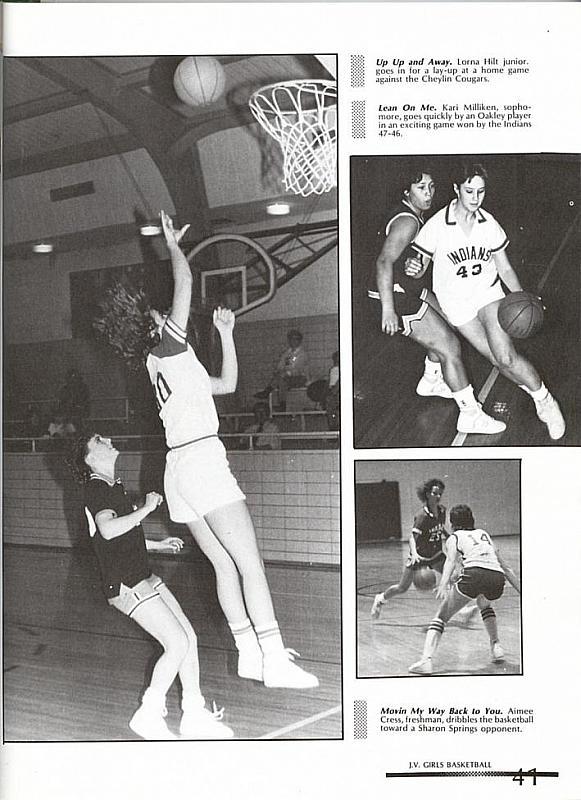 Up Up and Away. Lorna Hilt junior.
goes in for a lay-up at a home game
against the Cheylin Cougars.
Lean On Me. Kari Milliken, sopho-
more, goes quickly by an Oakley player
in an exciting game won by the Indians
47-46.
INDIANS
43
14
Movin My Way Back to You. Aimee
Cress, freshman, dribbles the basketball
toward a Sharon Springs opponent.
J.V. GIRLS BASKETBALL
41